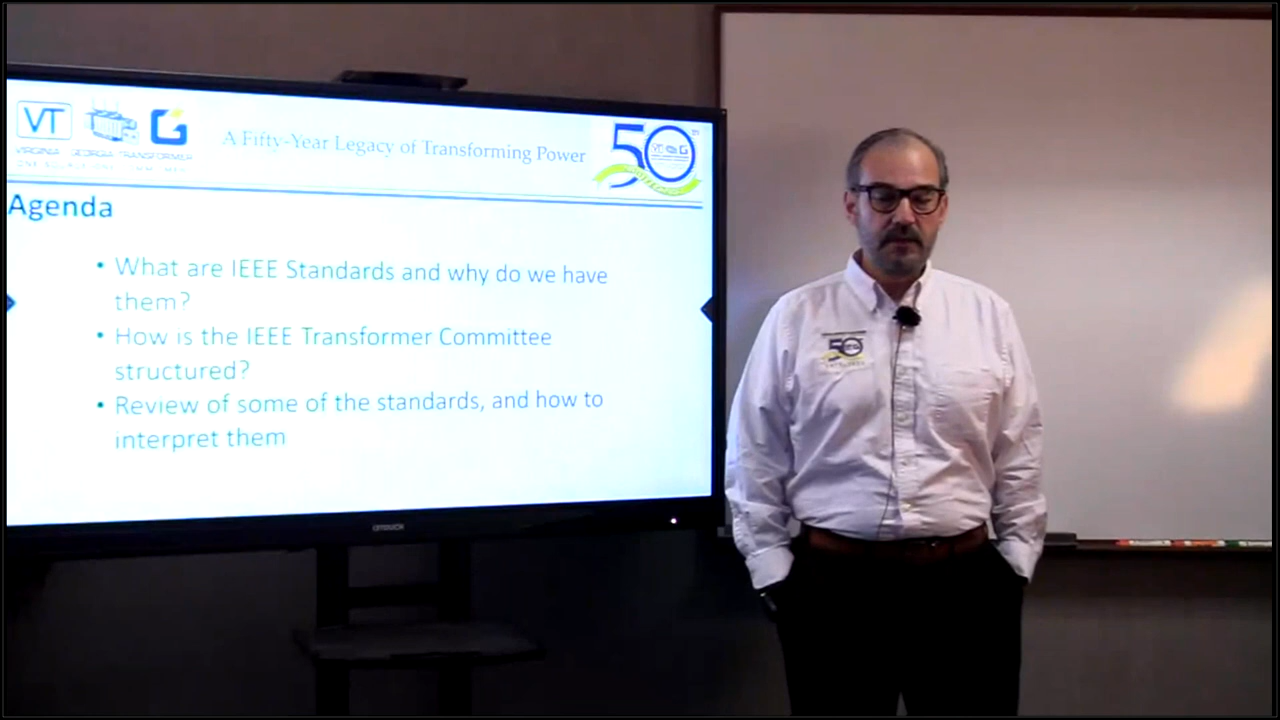 VT
G
VIRGINIA GEORGIA TRANSFORMER
A Fifty-Year Legacy of Transforming Power
50
Agenda
• What are IEEE Standards and why do we have
them?
• How is the IEEE Transformer Committee
structured?
• Review of some of the standards, and how to
interpret them
50